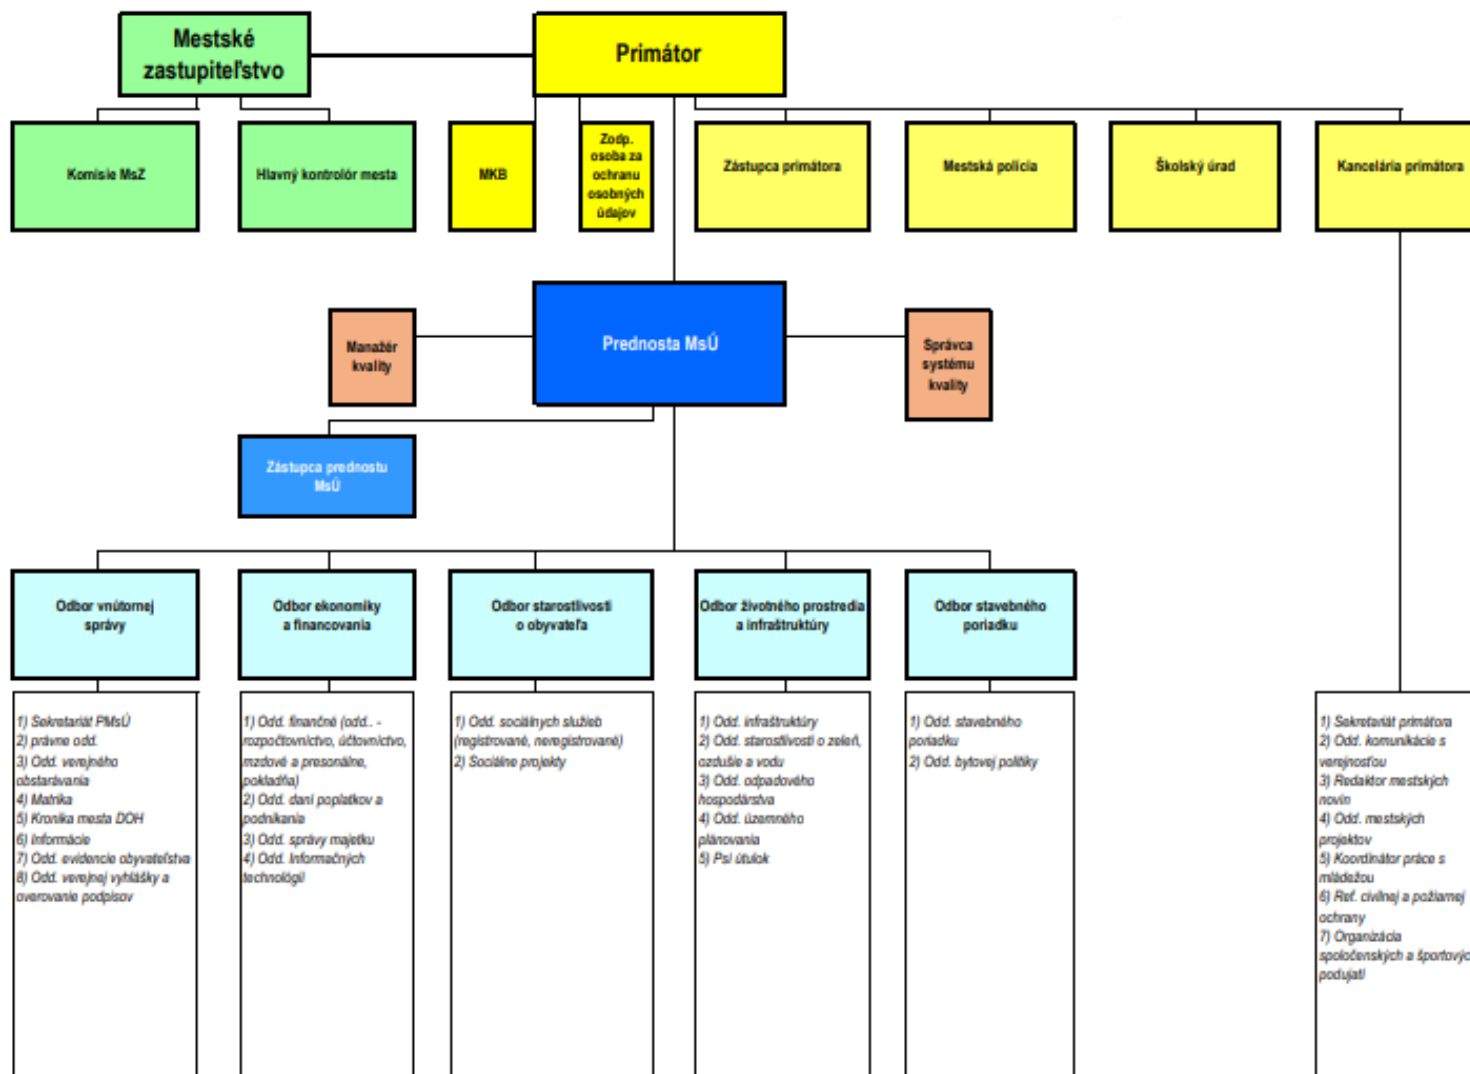 Mestské
zastupiteľstvo
Primátor
Komisie MsZ
Hlavný kontrolór mesta
MKB
Zodp.
osoba za
ochranu
osobných
údajov
Zástupca primátora
Mestská polícia
Školský úrad
Kancelária primátora
Manažér
kvality
Prednosta MsÚ
Správca
systému
kvality
Zástupca prednostu
MsÚ
Odbor vnútornej
správy
Odbor ekonomiky
a financovania
Odbor starostlivosti
o obyvateľa
Odbor životného prostredia
a infraštruktúry
Odbor stavebného
poriadku
1) Sekretariát PMsÚ
2) právne odd.
3) Odd. verejného
obstarávania
4) Matrika
5) Kronika mesta DOH
6) Informácie
7) Odd. evidencie obyvateľstva
8) Odd. verejnej vyhlášky a
overovanie podpisov
1) Odd. finančné (odd.. -
rozpočtovníctvo, účtovníctvo,
mzdové a presonálne,
pokladňa)
2) Odd. daní poplatkov a
podnikania
3) Odd. správy majetku
4) Odd. Informačných
technológií
1) Odd. sociálnych služieb
(registrované, neregistrované)
2) Sociálne projekty
1) Odd. infraštruktúry
2) Odd. starostlivosti o zeleň,
ozdušie a vodu
3) Odd. odpadového
hospodárstva
4) Odd. územného
plánovania
5) Psí útulok
1) Odd. stavebného
poriadku
2) Odd. bytovej politiky
1) Sekretariát primátora
2) Odd. komunikácie s
verejnosťou
3) Redaktor mestských
novín
4) Odd. mestských
projektov
5) Koordinátor práce s
mládežou
6) Ref. civilnej a požiarnej
ochrany
7) Organizácia
spoločenských a športovýc
podujatí